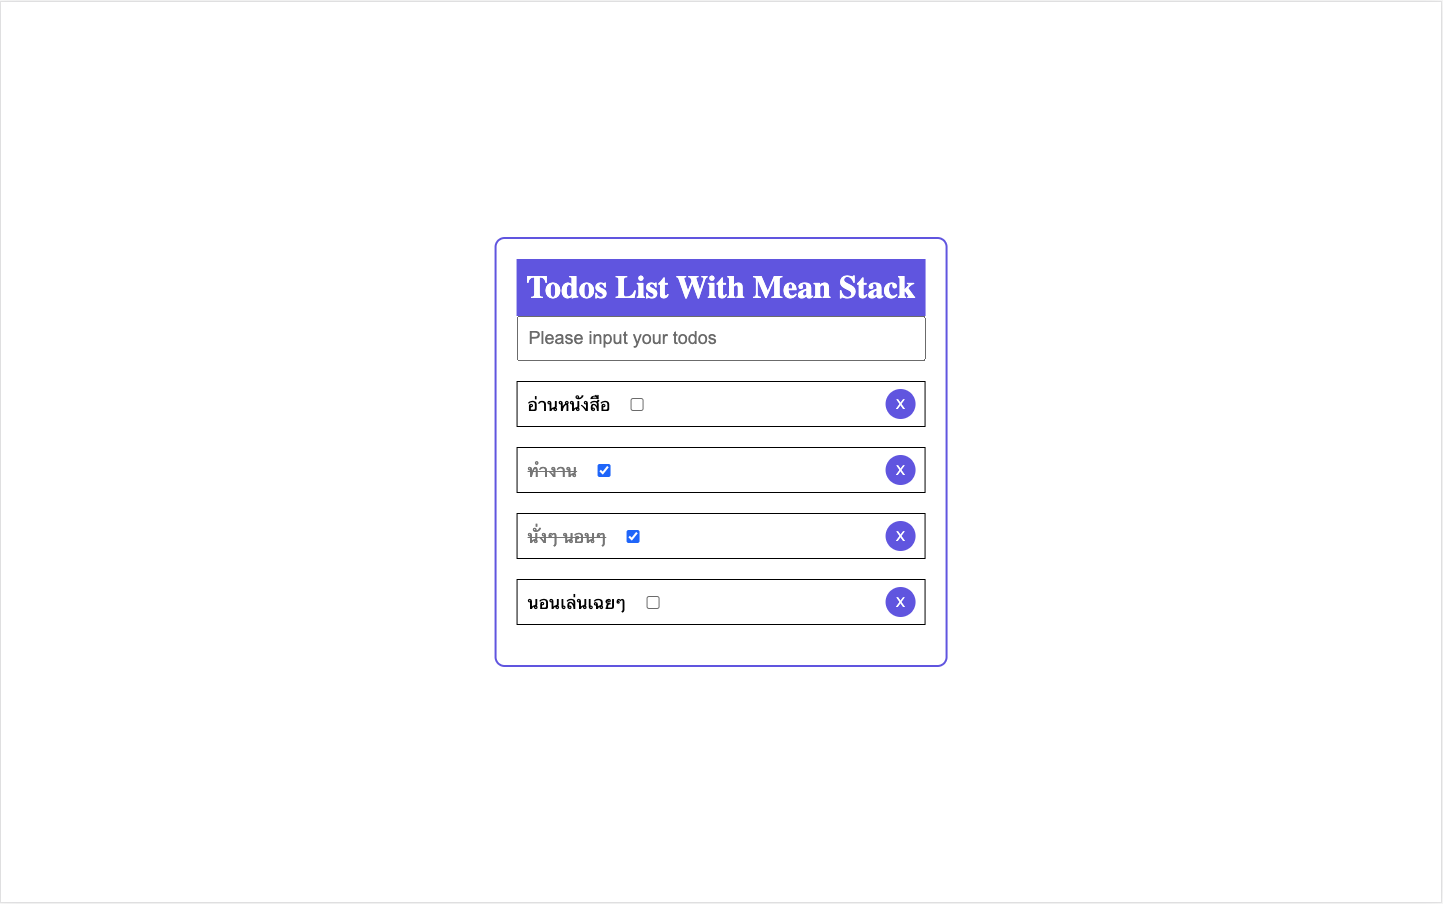 Todos List With Mean Stack
Please input your todos
อ่านหนังสือ X
ทำงาน X
นั่งๆ นอนๆ X
นอนเล่นเฉยๆ X